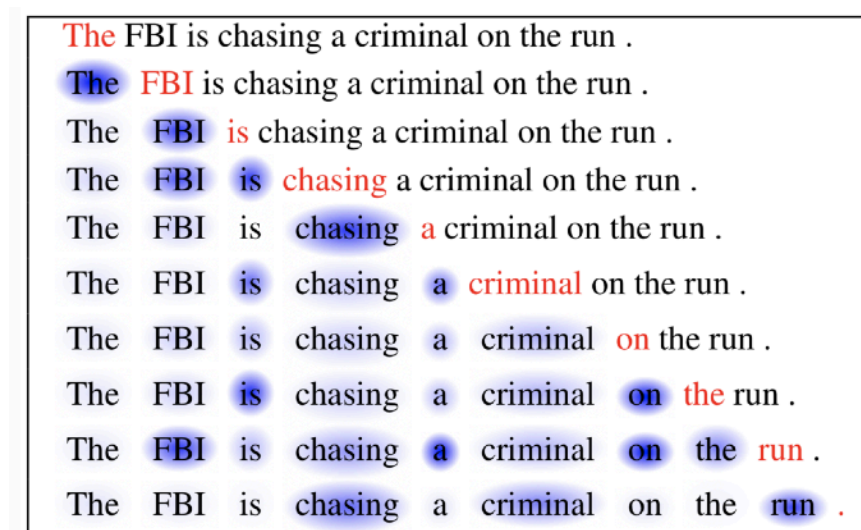 The FBI is chasing a criminal on the run .
The FBI is chasing a criminal on the run .
The FBI is chasing a criminal on the run .
The FBI is chasing a criminal on the run .
The FBI is chasing a criminal on the run .
The FBI is chasing a criminal on the run .
The FBI is chasing a criminal on the run .
The FBI is chasing a criminal on the run .
The FBI is chasing a criminal on the run .
The FBI is chasing a criminal on the run .